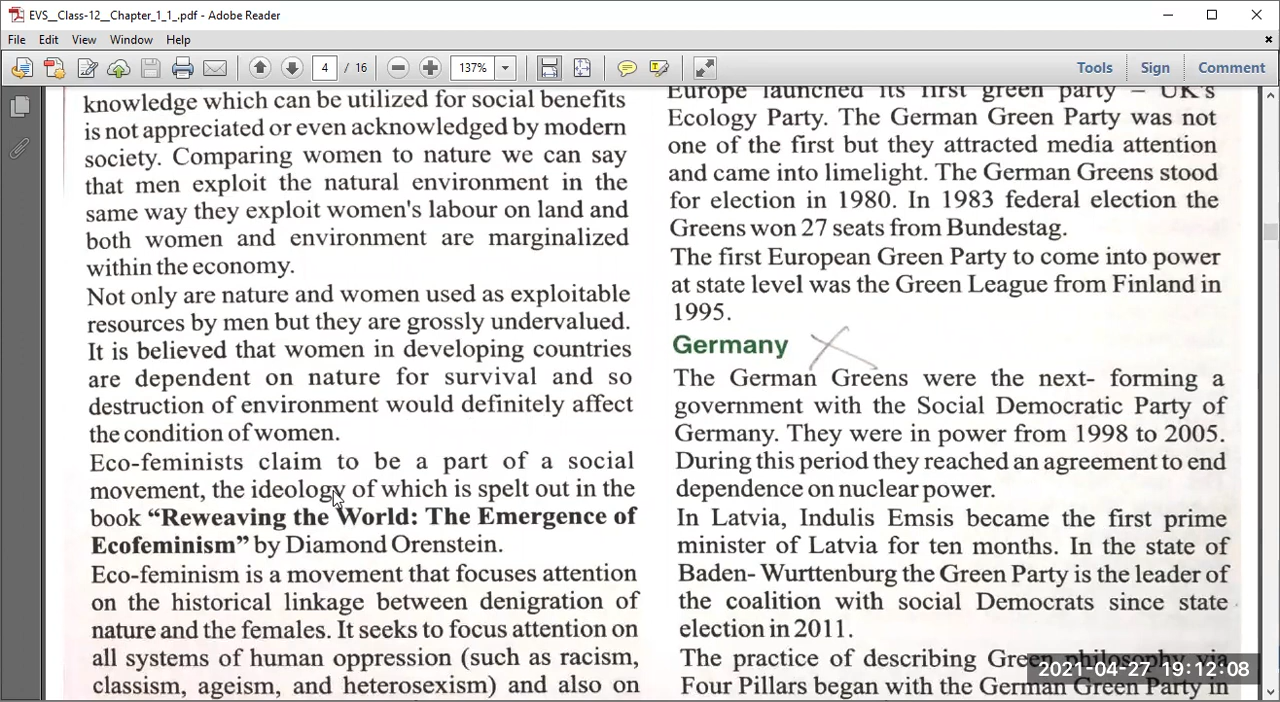 EVS__Class-12__Chapter_1_1_.pdf - Adobe Reader
File Edit View Window Help
4 / 16 137% Tools Sign Comment
knowledge which can be utilized for social benefits
is not appreciated or even acknowledged by modern
society. Comparing women to nature we can say
that men exploit the natural environment in the
same way they exploit women's labour on land and
both women and environment are marginalized
within the economy.
Not only are nature and women used as exploitable
resources by men but they are grossly undervalued.
It is believed that women in developing countries
are dependent on nature for survival and so
destruction of environment would definitely affect
the condition of women.
Eco-feminists claim to be a part of a social
movement, the ideology of which is spelt out in the
book “Reweaving the World: The Emergence of
Ecofeminism” by Diamond Orenstein.
Eco-feminism is a movement that focuses attention
on the historical linkage between denigration of
nature and the females. It seeks to focus attention on
all systems of human oppression (such as racism,
classism, ageism, and heterosexism) and also on
Europe launched its first green party – UK's
Ecology Party. The German Green Party was not
one of the first but they attracted media attention
and came into limelight. The German Greens stood
for election in 1980. In 1983 federal election the
Greens won 27 seats from Bundestag.
The first European Green Party to come into power
at state level was the Green League from Finland in
1995.
Germany
The German Greens were the next- forming a
government with the Social Democratic Party of
Germany. They were in power from 1998 to 2005.
During this period they reached an agreement to end
dependence on nuclear power.
In Latvia, Indulis Emsis became the first prime
minister of Latvia for ten months. In the state of
Baden- Wurttenburg the Green Party is the leader of
the coalition with social Democrats since state
election in 2011.
The practice of describing Green philosophy via
Four Pillars began with the German Green Party in
2021-04-27 19:12:08